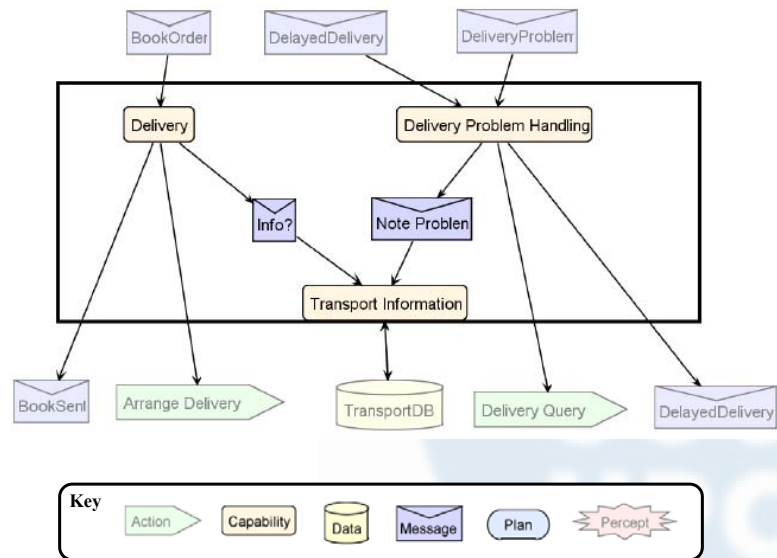 BookOrder
DelayedDelivery
DeliveryProblem
Delivery
Delivery Problem Handling
Info?
Note Problem
Transport Information
BookSent
Arrange Delivery
TransportDB
Delivery Query
DelayedDelivery
Key
Action
Capability
Data
Message
Plan
Percept